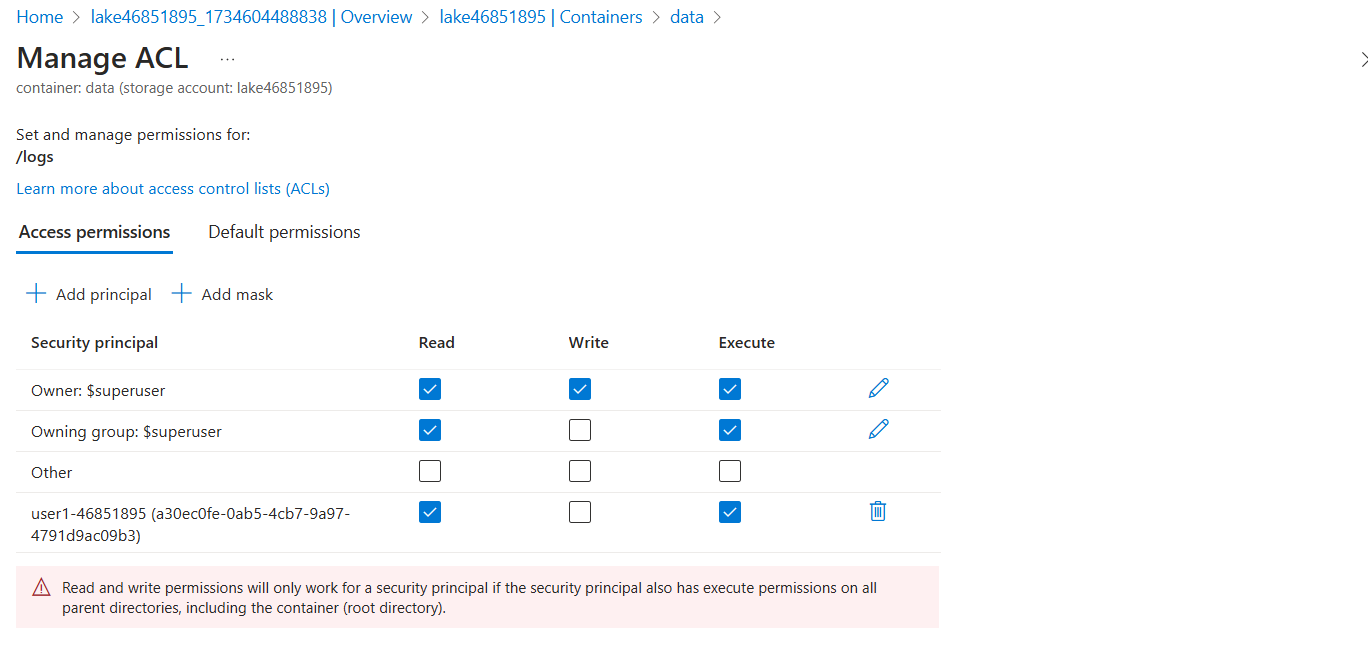 Home > lake46851895_1734604488838 | Overview > lake46851895 | Containers > data >
Manage ACL ...
container: data (storage account: lake46851895)
Set and manage permissions for:
/logs
Learn more about access control lists (ACLs)
Access permissions Default permissions
+ Add principal + Add mask
Security principal Read Write Execute
Owner: $superuser
Owning group: $superuser
Other
user1-46851895 (a30ec0fe-0ab5-4cb7-9a97-
4791d9ac09b3)
Read and write permissions will only work for a security principal if the security principal also has execute permissions on all
parent directories, including the container (root directory).